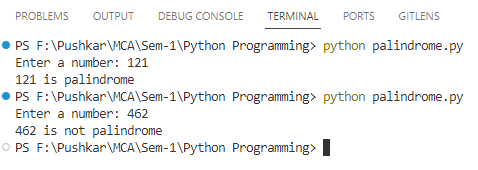 PROBLEMS OUTPUT DEBUG CONSOLE TERMINAL PORTS GITLENS
PS F:\Pushkar\MCA\Sem-1\Python Programming> python palindrome.py
Enter a number: 121
121 is palindrome
PS F:\Pushkar\MCA\Sem-1\Python Programming> python palindrome.py
Enter a number: 462
462 is not palindrome
PS F:\Pushkar\MCA\Sem-1\Python Programming>